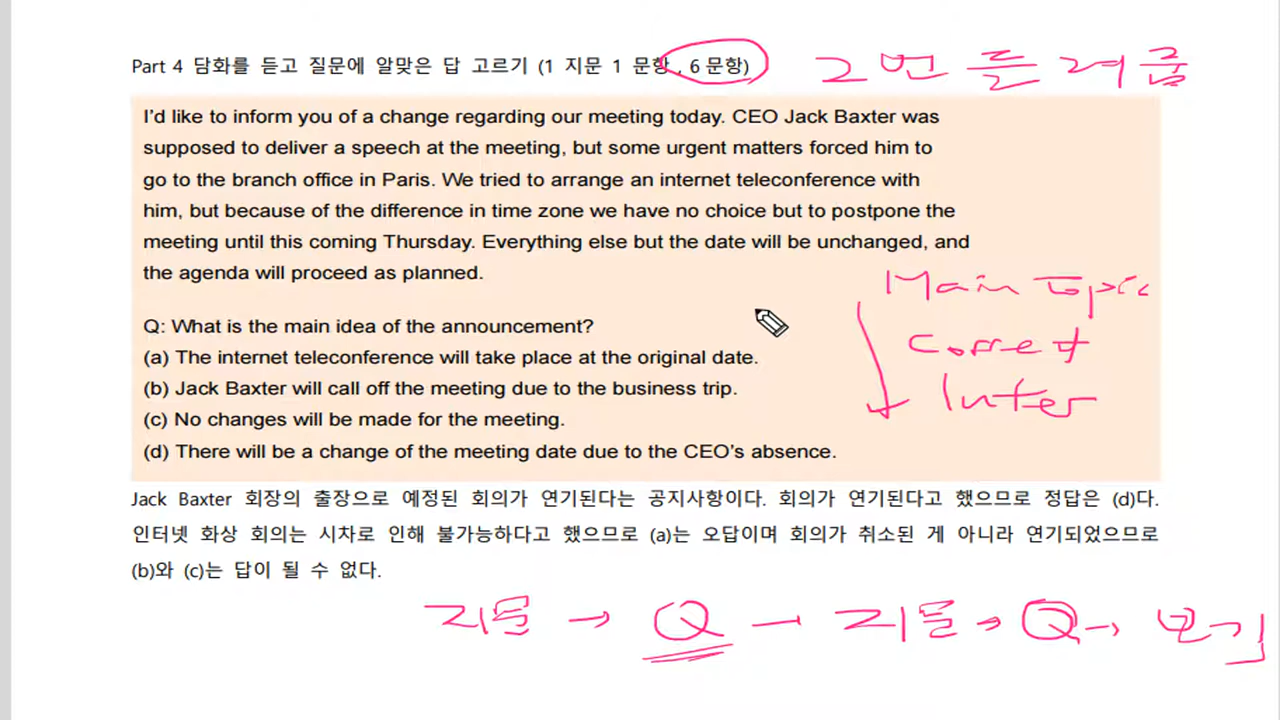 Part 4 담화를 듣고 질문에 알맞은 답 고르기 (1 지문 1 문항, 6 문항)
2 번 들려줌
I'd like to inform you of a change regarding our meeting today. CEO Jack Baxter was
supposed to deliver a speech at the meeting, but some urgent matters forced him to
go to the branch office in Paris. We tried to arrange an internet teleconference with
him, but because of the difference in time zone we have no choice but to postpone the
meeting until this coming Thursday. Everything else but the date will be unchanged, and
the agenda will proceed as planned.
Main Topic
Correct
Infer
Q: What is the main idea of the announcement?
(a) The internet teleconference will take place at the original date.
(b) Jack Baxter will call off the meeting due to the business trip.
(c) No changes will be made for the meeting.
(d) There will be a change of the meeting date due to the CEO's absence.
Jack Baxter 회장의 출장으로 예정된 회의가 연기된다는 공지사항이다. 회의가 연기된다고 했으므로 정답은 (d)다.
인터넷 화상 회의는 시차로 인해 불가능하다고 했으므로 (a)는 오답이며 회의가 취소된 게 아니라 연기되었으므로
(b)와 (c)는 답이 될 수 없다.
지문 → Q → 지문 → Q → 보기